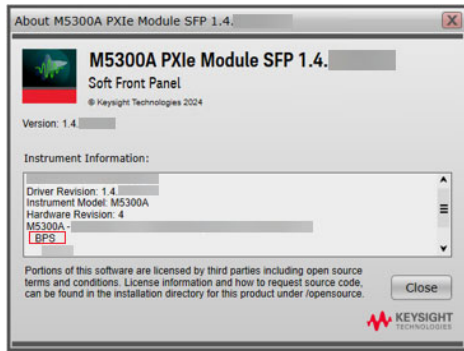 About M5300A PXIe Module SFP 1.4.
M5300A PXIe Module SFP 1.4.
Soft Front Panel
© Keysight Technologies 2024
Version: 1.4.
Instrument Information:
Driver Revision: 1.4.
Instrument Model: M5300A
Hardware Revision: 4
M5300A -
BPS
Portions of this software are licensed by third parties including open source
terms and conditions. License information and how to request source code,
can be found in the installation directory for this product under /opensource.
Close
KEYSIGHT
TECHNOLOGIES